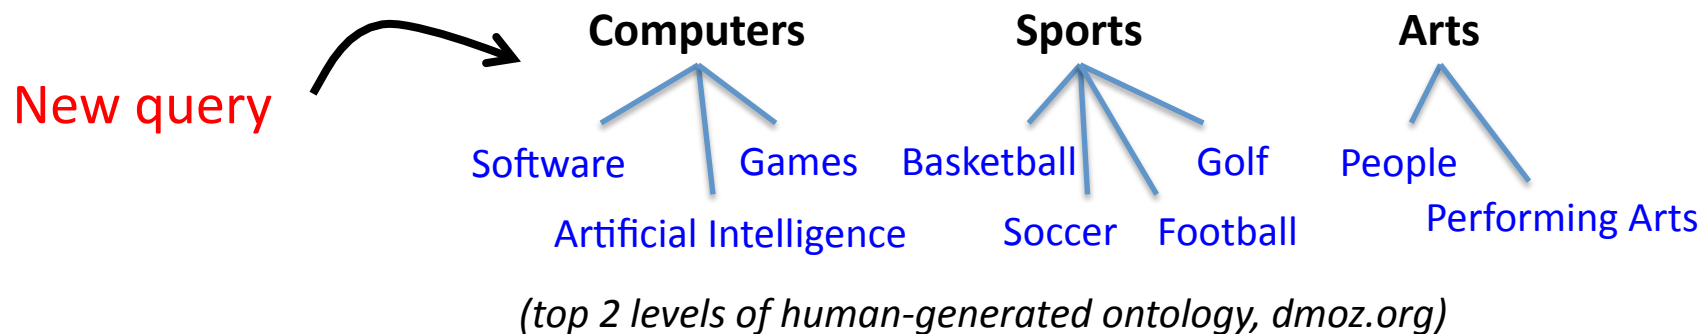 Computers Sports Arts
New query
Software Games Basketball Golf People
Artificial Intelligence Soccer Football Performing Arts
(top 2 levels of human-generated ontology, dmoz.org)